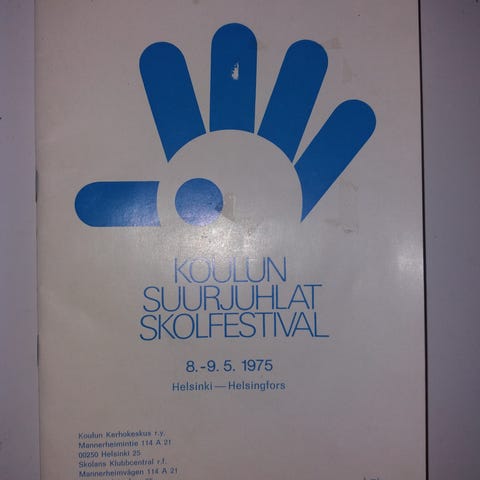 KOULUN
SUURJUHLAT
SKOLFESTIVAL
8.-9.5. 1975
Helsinki — Helsingfors
Koulun Kerhokeskus r.y.
Mannerheimintie 114 A 21
00250 Helsinki 25
Skolans Klubbcentral r.f.
Mannerheimvägen 114 A 21